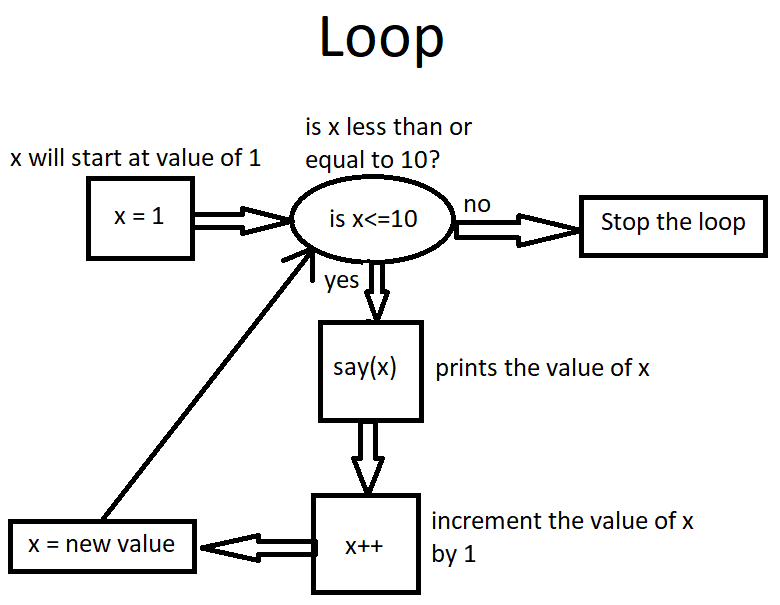 Loop
is x less than or
equal to 10?
x will start at value of 1
x = 1
is x<=10
no
Stop the loop
yes
say(x)
prints the value of x
x++
increment the value of x
by 1
x = new value